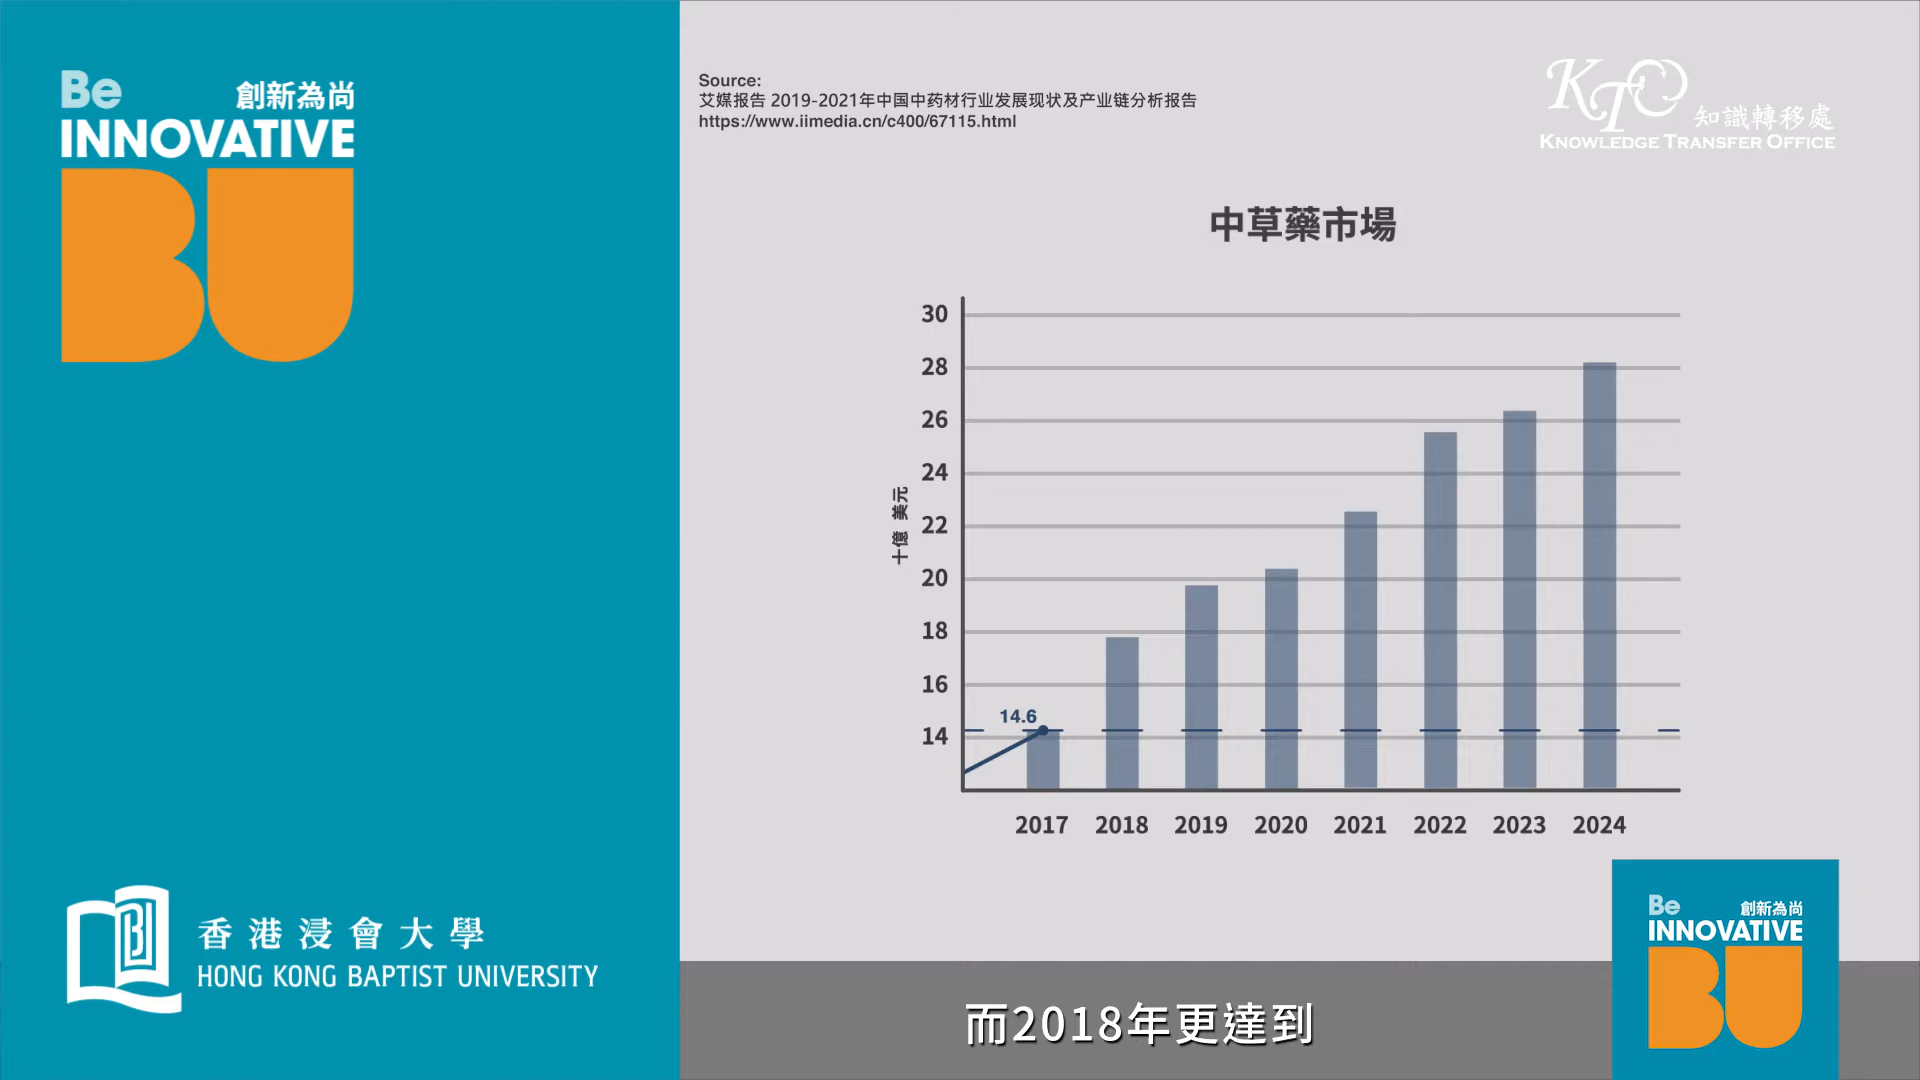 Be 創新為尚
INNOVATIVE
BU
香港浸會大學
HONG KONG BAPTIST UNIVERSITY
Source:
艾媒报告 2019-2021年中国中药材行业发展现状及产业链分析报告
https://www.iimedia.cn/c400/67115.html
KTO 知識轉移處
KNOWLEDGE TRANSFER OFFICE
中草藥市場
十億 美元
30
28
26
24
22
20
18
16
14
14.6
2017 2018 2019 2020 2021 2022 2023 2024
而2018年更達到
Be 創新為尚
INNOVATIVE
BU